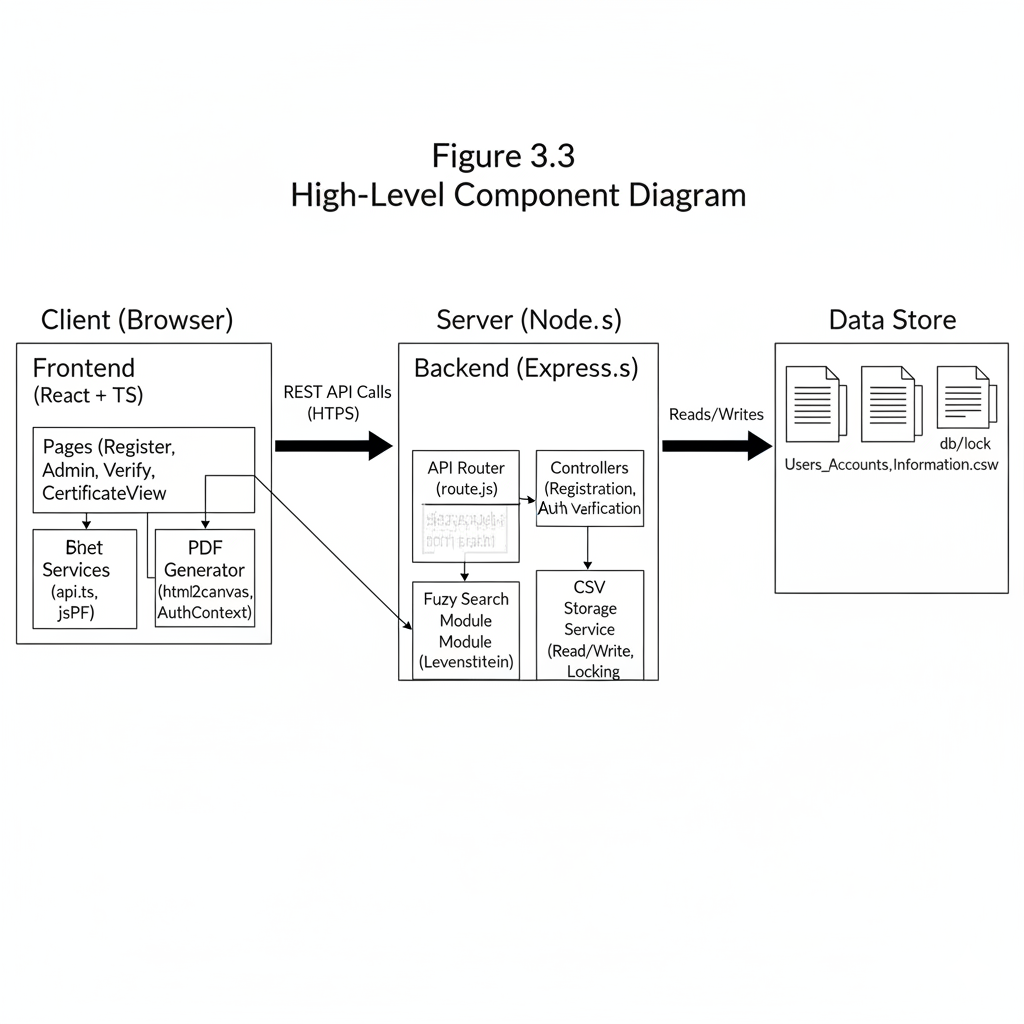 Figure 3.3
High-Level Component Diagram
Client (Browser)
Frontend
(React + TS)
Pages (Register,
Admin, Verify,
CertificateView
Services
(api.ts,
jsPF)
PDF
Generator
(html2canvas,
AuthContext)
REST API Calls
(HTPS)
Server (Node.s)
Backend (Express.s)
API Router
(route.js)
Controllers
(Registration,
Auth Verification
Fuzy Search
Module
Module
(Levenstitein)
CSV
Storage
Service
(Read/Write,
Locking
Reads/Writes
Data Store
db/lock
Users_Accounts,Information.csw